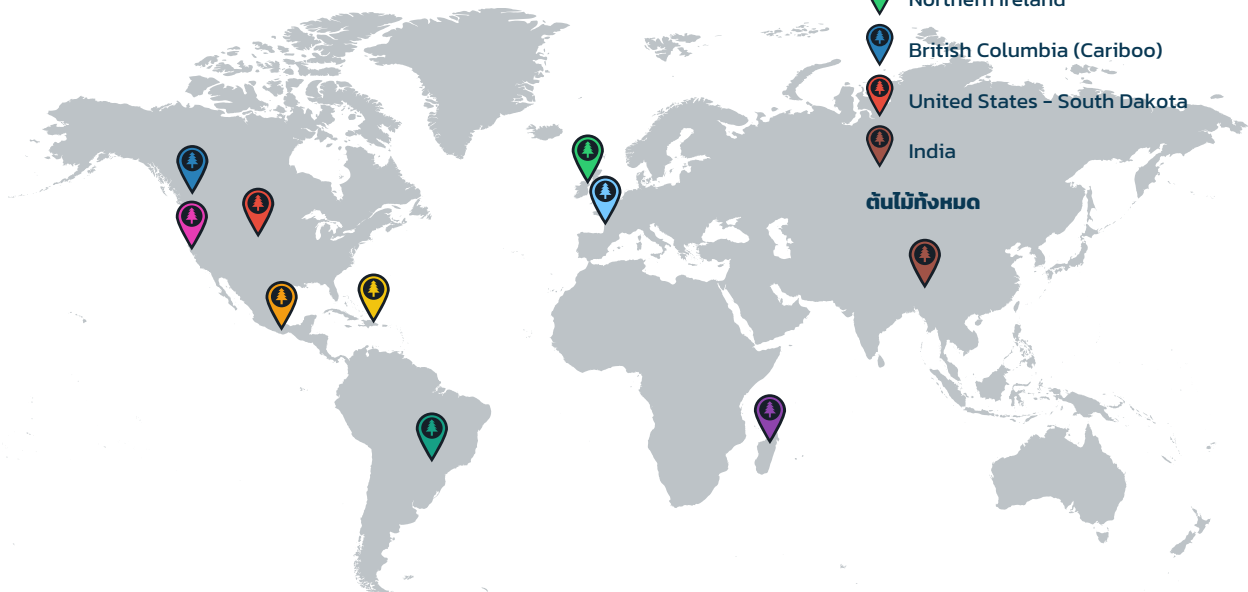 Northern Ireland
British Columbia (Cariboo)
United States - South Dakota
India
ต้นไม้ทั้งหมด